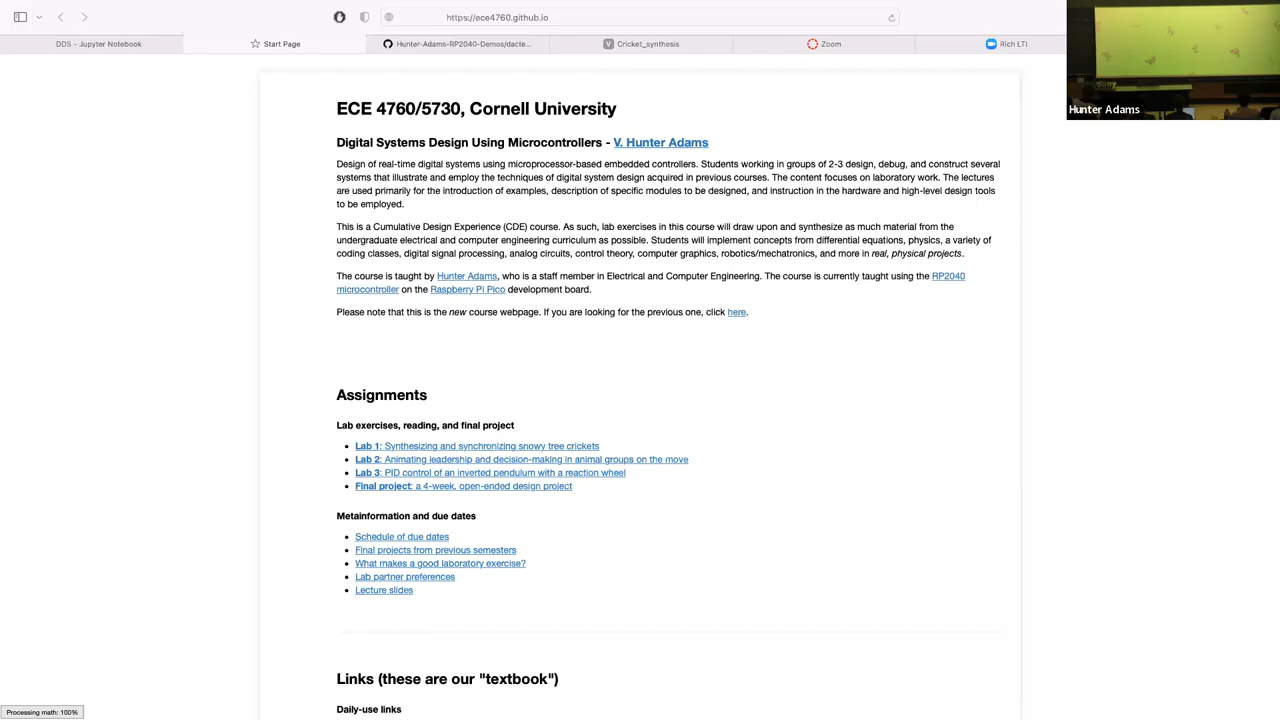 https://ece4760.github.io
DDS - Jupyter Notebook
Start Page
Hunter-Adams-RP2040-Demos/dacte...
V Cricket_synthesis
Zoom
Rich LTI
Hunter Adams
ECE 4760/5730, Cornell University
Digital Systems Design Using Microcontrollers - V. Hunter Adams
Design of real-time digital systems using microprocessor-based embedded controllers. Students working in groups of 2-3 design, debug, and construct several
systems that illustrate and employ the techniques of digital system design acquired in previous courses. The content focuses on laboratory work. The lectures
are used primarily for the introduction of examples, description of specific modules to be designed, and instruction in the hardware and high-level design tools
to be employed.
This is a Cumulative Design Experience (CDE) course. As such, lab exercises in this course will draw upon and synthesize as much material from the
undergraduate electrical and computer engineering curriculum as possible. Students will implement concepts from differential equations, physics, a variety of
coding classes, digital signal processing, analog circuits, control theory, computer graphics, robotics/mechatronics, and more in real, physical projects.
The course is taught by Hunter Adams, who is a staff member in Electrical and Computer Engineering. The course is currently taught using the RP2040
microcontroller on the Raspberry Pi Pico development board.
Please note that this is the new course webpage. If you are looking for the previous one, click here.
Assignments
Lab exercises, reading, and final project
• Lab 1: Synthesizing and synchronizing snowy tree crickets
• Lab 2: Animating leadership and decision-making in animal groups on the move
• Lab 3: PID control of an inverted pendulum with a reaction wheel
• Final project: a 4-week, open-ended design project
Metainformation and due dates
• Schedule of due dates
• Final projects from previous semesters
• What makes a good laboratory exercise?
• Lab partner preferences
• Lecture slides
Links (these are our "textbook")
Daily-use links
Processing math: 100%